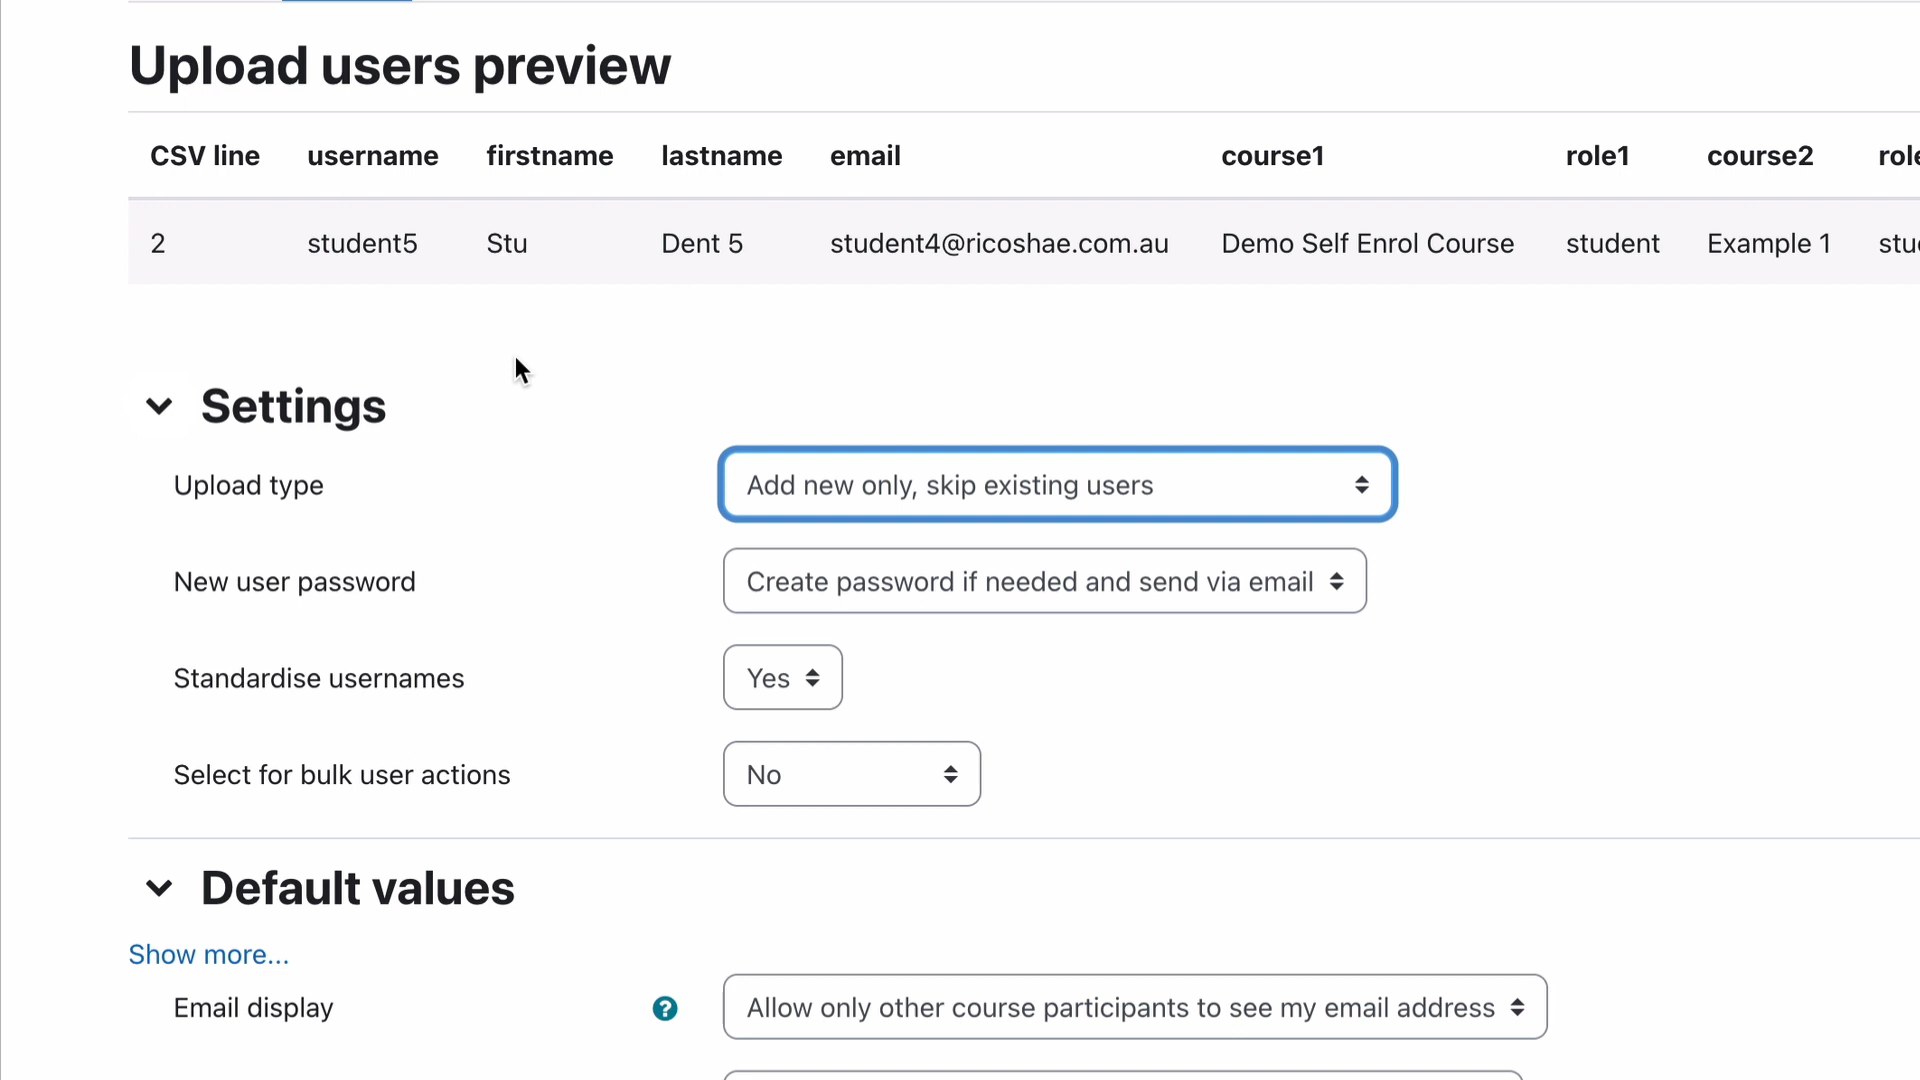 Upload users preview
CSV line username firstname lastname email course1 role1 course2
2 student5 Stu Dent 5 student4@ricoshae.com.au Demo Self Enrol Course student Example 1
Settings
Upload type Add new only, skip existing users
New user password Create password if needed and send via email
Standardise usernames Yes
Select for bulk user actions No
Default values
Show more...
Email display ? Allow only other course participants to see my email address